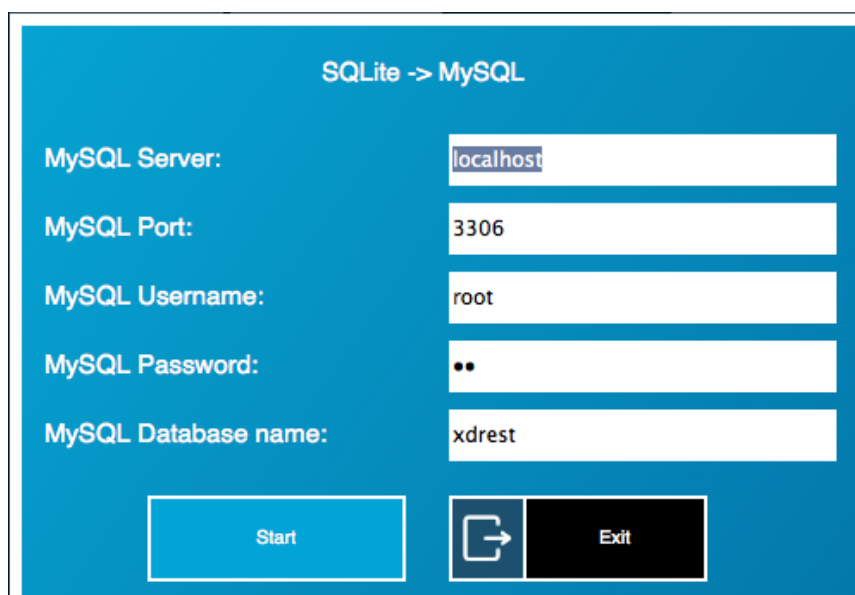 SQLite -> MySQL
MySQL Server: localhost
MySQL Port: 3306
MySQL Username: root
MySQL Password: ••
MySQL Database name: xdrest
Start Exit